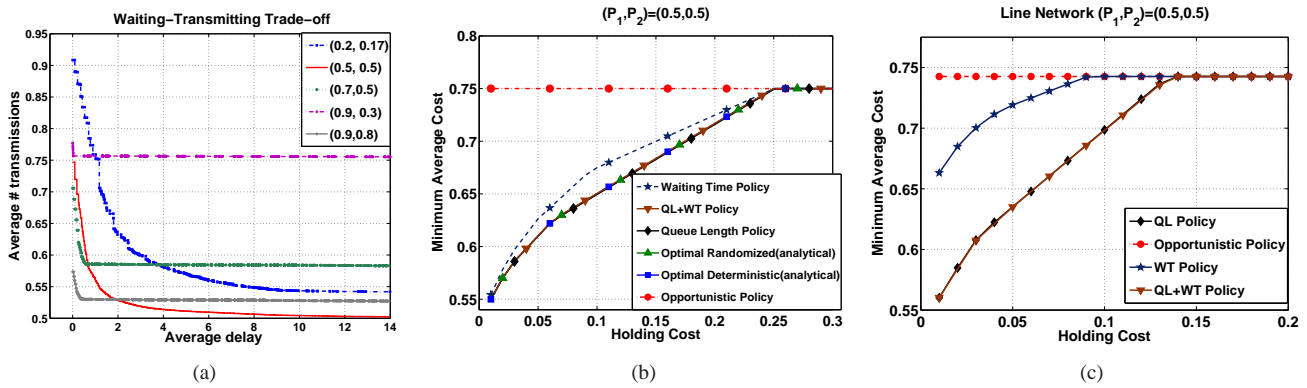 Waiting−Transmitting Trade−off
Average # transmissions
0.95
0.9
0.85
0.8
0.75
0.7
0.65
0.6
0.55
0.5
(0.2, 0.17)
(0.5, 0.5)
(0.7,0.5)
(0.9, 0.3)
(0.9,0.8)
0 2 4 6 8 10 12 14
Average delay
(a)
(P1,P2)=(0.5,0.5)
Minimum Average Cost
0.8
0.75
0.7
0.65
0.6
0.55
Waiting Time Policy
QL+WT Policy
Queue Length Policy
Optimal Randomized(analytical)
Optimal Deterministic(analytical)
Opportunistic Policy
0 0.05 0.1 0.15 0.2 0.25 0.3
Holding Cost
(b)
Line Network (P1,P2)=(0.5,0.5)
Minimum Average Cost
0.75
0.7
0.65
0.6
0.55
QL Policy
Opportunistic Policy
WT Policy
QL+WT Policy
0 0.05 0.1 0.15 0.2
Holding Cost
(c)